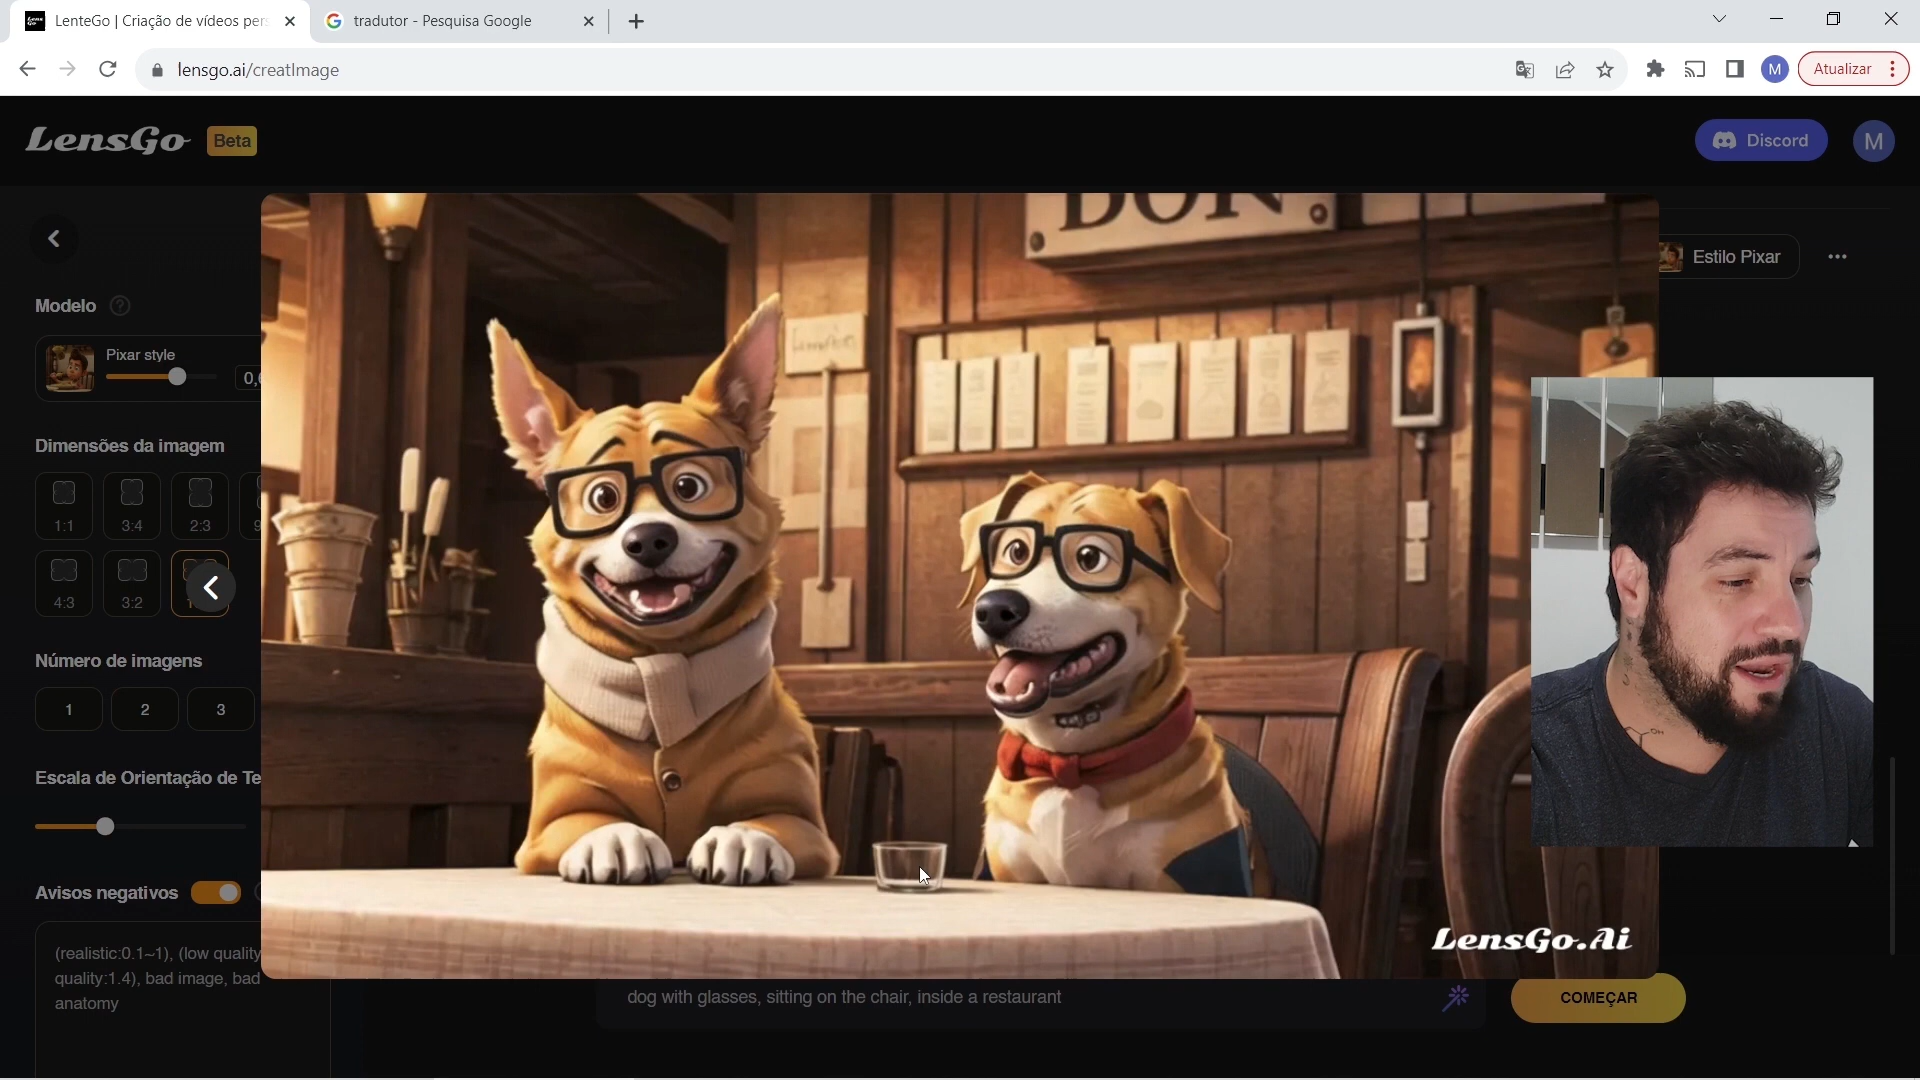 LenteGo | Criação de vídeos per
tradutor - Pesquisa Google
lensgo.ai/creatImage
M
Atualizar
LensGo
Beta
Discord
M
DON
Estilo Pixar
Modelo
Pixar style
0,6
Dimensões da imagem
1:1
3:4
2:3
4:3
3:2
Número de imagens
1
2
3
Escala de Orientação de Te
Avisos negativos
(realistic:0.1~1), (low quality
quality:1.4), bad image, bad
anatomy
LensGo.Ai
dog with glasses, sitting on the chair, inside a restaurant
COMEÇAR